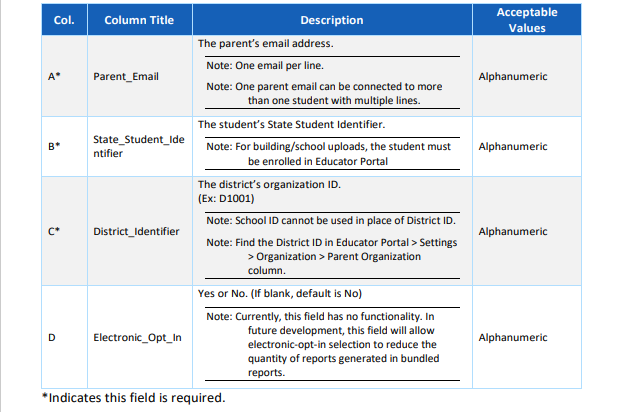 Col.
Column Title
Description
Acceptable
Values
A*
Parent_Email
The parent's email address.
Note: One email per line.
Note: One parent email can be connected to more
than one student with multiple lines.
Alphanumeric
B*
State_Student_Ide
ntifier
The student's State Student Identifier.
Note: For building/school uploads, the student must
be enrolled in Educator Portal
Alphanumeric
C*
District_Identifier
The district's organization ID.
(Ex: D1001)
Note: School ID cannot be used in place of District ID.
Note: Find the District ID in Educator Portal > Settings
> Organization > Parent Organization
column.
Alphanumeric
D
Electronic_Opt_In
Yes or No. (If blank, default is No)
Note: Currently, this field has no functionality. In
future development, this field will allow
electronic-opt-in selection to reduce the
quantity of reports generated in bundled
reports.
Alphanumeric
*Indicates this field is required.